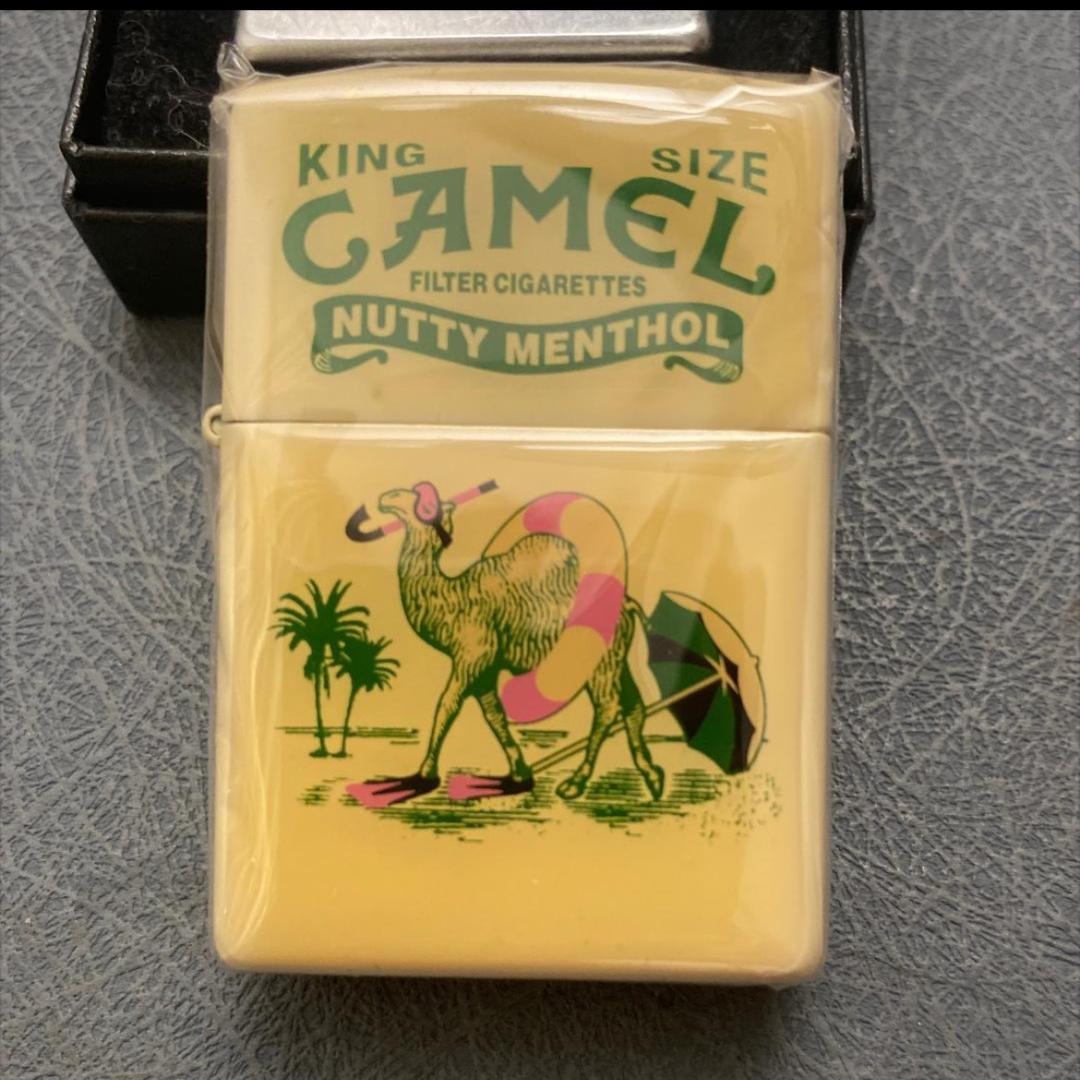 KING SIZE
CAMEL
FILTER CIGARETTES
NUTTY MENTHOL